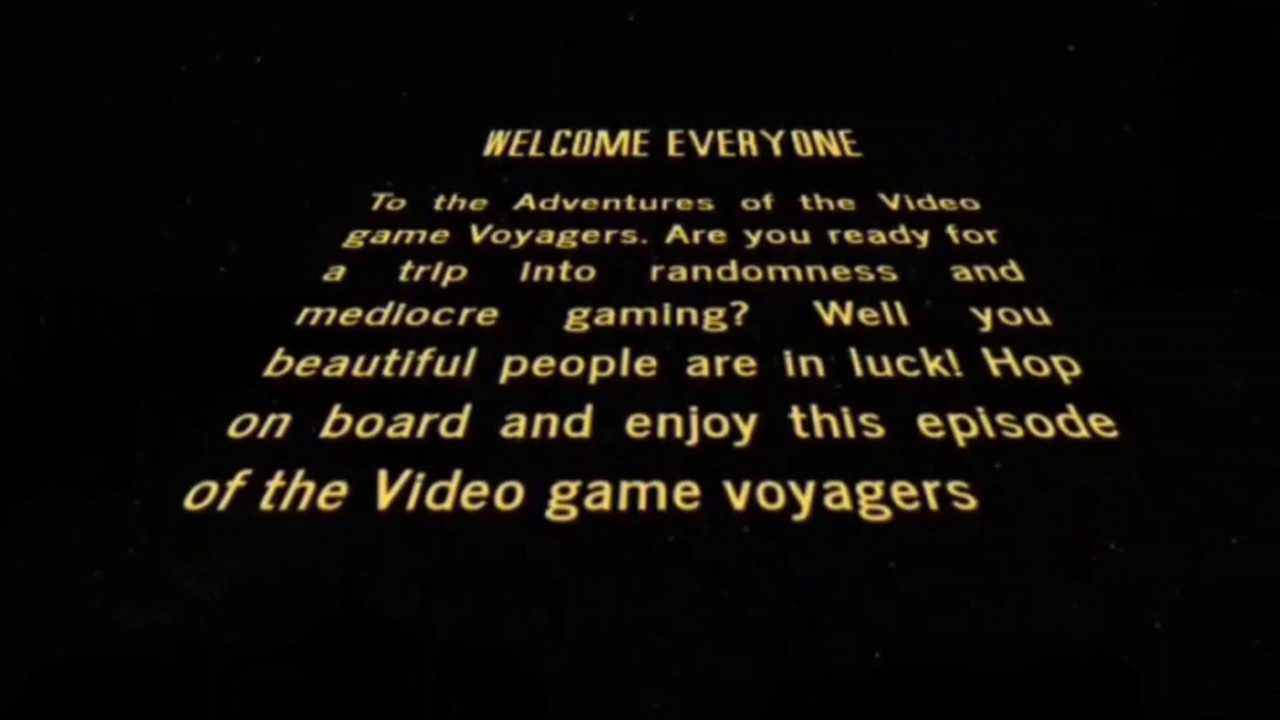 WELCOME EVERYONE
To the Adventures of the Video
game Voyagers. Are you ready for
a trip into randomness and
mediocre gaming? Well you
beautiful people are in luck! Hop
on board and enjoy this episode
of the Video game voyagers